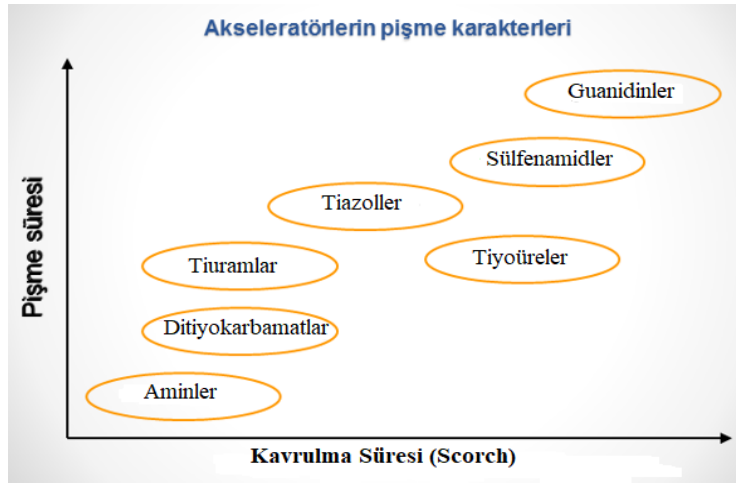 Akseleratörlerin pişme karakterleri
Guanidinler
Sülfenamidler
Tiazoller
Tiuramlar
Tiyoüreler
Ditiyokarbamatlar
Aminler
Pişme süresi
Kavrulma Süresi (Scorch)